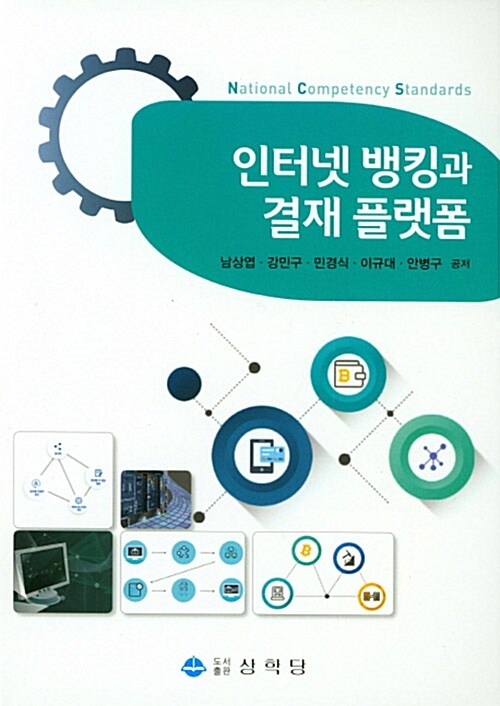 National Competency Standards
인터넷 뱅킹과
결재 플랫폼
남상엽 · 강민구 · 민경식 · 이규대 · 안병구 공저
도서
출판 상학당